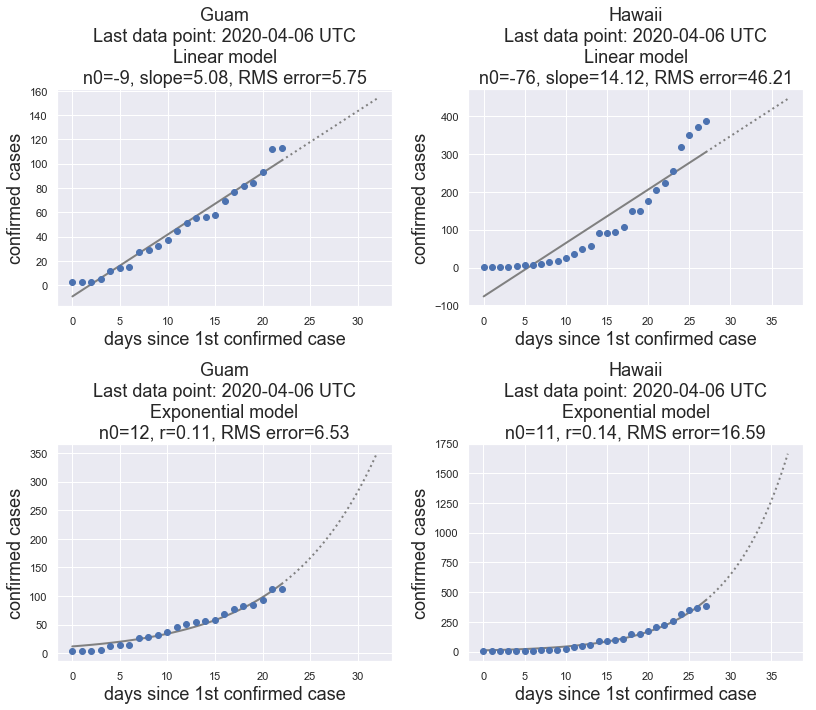 Guam
Last data point: 2020-04-06 UTC
Linear model
n0=-9, slope=5.08, RMS error=5.75
160
140
120
100
80
60
40
20
0
confirmed cases
0 5 10 15 20 25 30
days since 1st confirmed case
Hawaii
Last data point: 2020-04-06 UTC
Linear model
n0=-76, slope=14.12, RMS error=46.21
400
300
200
100
0
−100
confirmed cases
0 5 10 15 20 25 30 35
days since 1st confirmed case
Guam
Last data point: 2020-04-06 UTC
Exponential model
n0=12, r=0.11, RMS error=6.53
350
300
250
200
150
100
50
0
confirmed cases
0 5 10 15 20 25 30
days since 1st confirmed case
Hawaii
Last data point: 2020-04-06 UTC
Exponential model
n0=11, r=0.14, RMS error=16.59
1750
1500
1250
1000
750
500
250
0
confirmed cases
0 5 10 15 20 25 30 35
days since 1st confirmed case